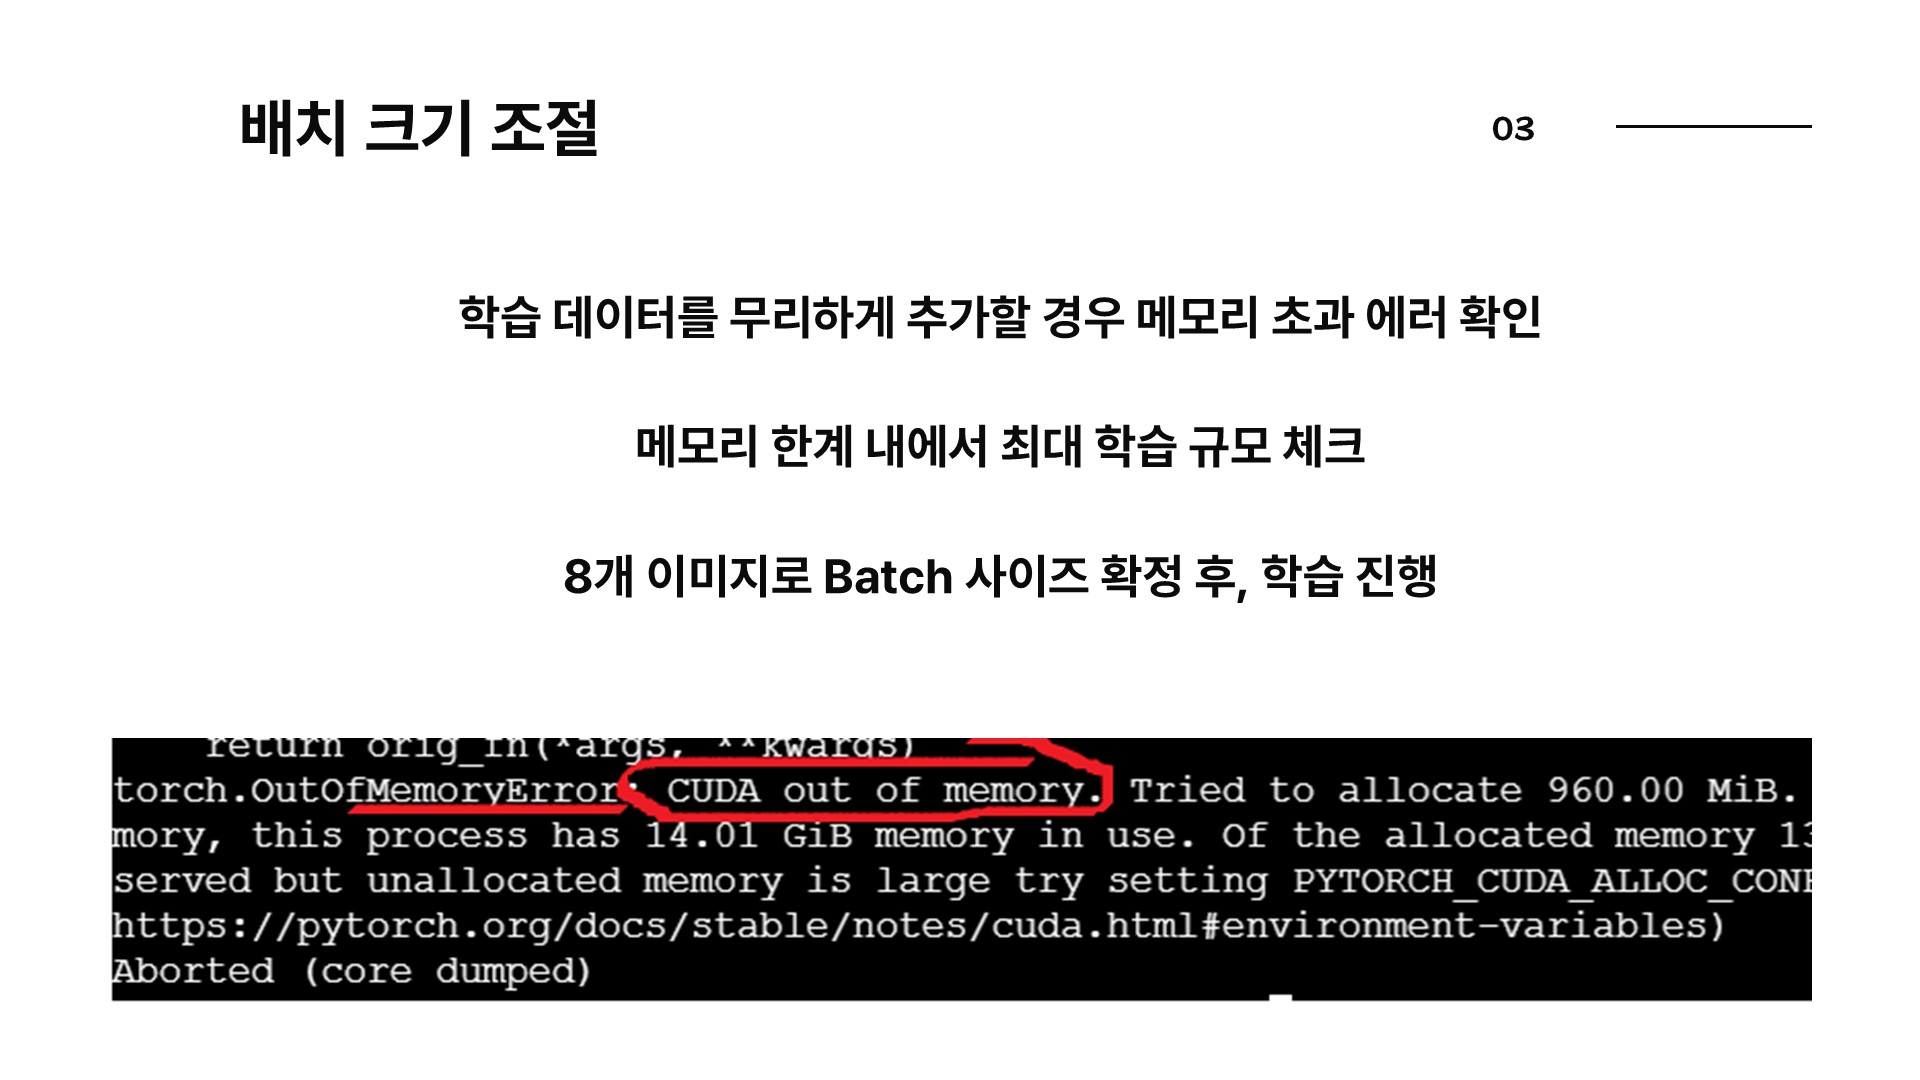 배치 크기 조절
03
학습 데이터를 무리하게 추가할 경우 메모리 초과 에러 확인
메모리 한계 내에서 최대 학습 규모 체크
8개 이미지로 Batch 사이즈 확정 후, 학습 진행
return orig_fn(*args, **kwargs)
torch.OutOfMemoryError: CUDA out of memory. Tried to allocate 960.00 MiB.
mory, this process has 14.01 GiB memory in use. Of the allocated memory 13
served but unallocated memory is large try setting PYTORCH_CUDA_ALLOC_CONF
https://pytorch.org/docs/stable/notes/cuda.html#environment-variables)
Aborted (core dumped)